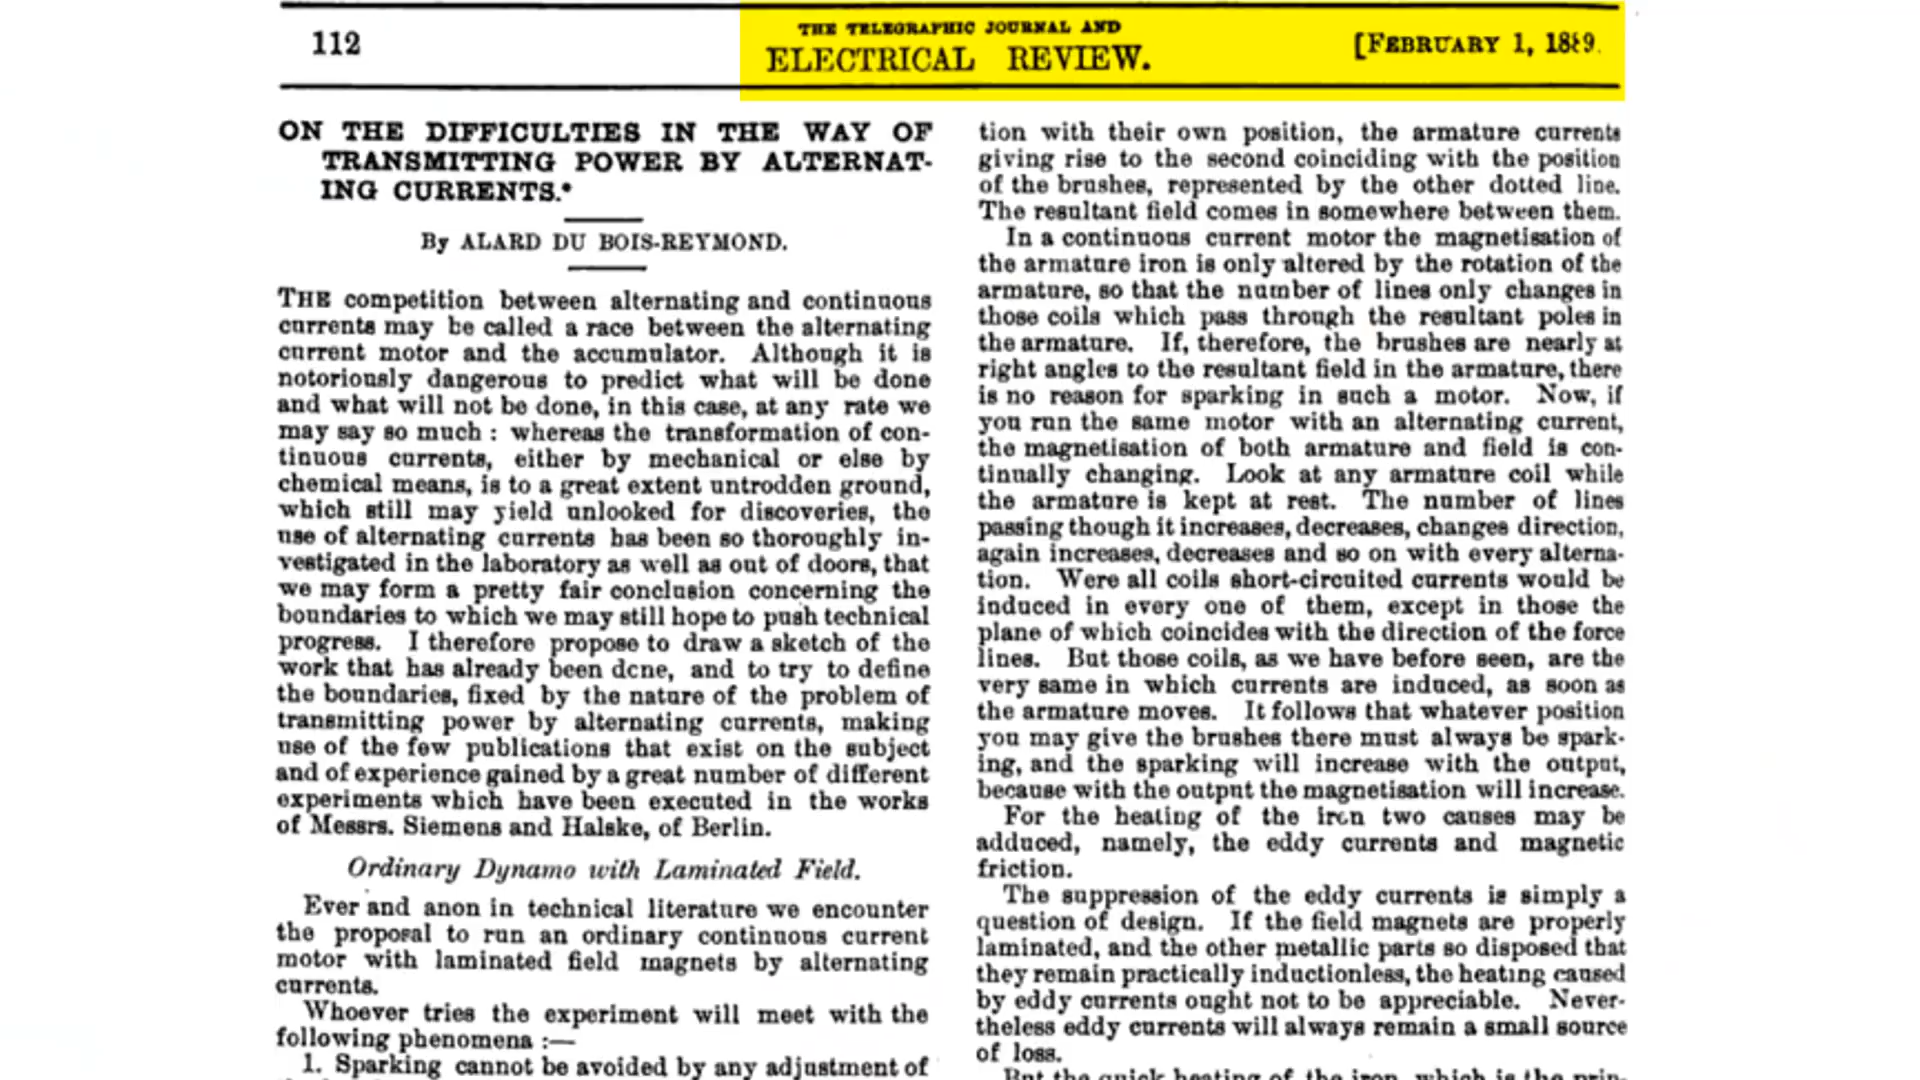 112
THE TELEGRAPHIC JOURNAL AND
ELECTRICAL REVIEW.
[FEBRUARY 1, 1889.
ON THE DIFFICULTIES IN THE WAY OF
TRANSMITTING POWER BY ALTERNAT-
ING CURRENTS.*
By ALARD DU BOIS-REYMOND.
THE competition between alternating and continuous
currents may be called a race between the alternating
current motor and the accumulator. Although it is
notoriously dangerous to predict what will be done
and what will not be done, in this case, at any rate we
may say so much : whereas the transformation of con-
tinuous currents, either by mechanical or else by
chemical means, is to a great extent untrodden ground,
which still may yield unlooked for discoveries, the
use of alternating currents has been so thoroughly in-
vestigated in the laboratory as well as out of doors, that
we may form a pretty fair conclusion concerning the
boundaries to which we may still hope to push technical
progress. I therefore propose to draw a sketch of the
work that has already been done, and to try to define
the boundaries, fixed by the nature of the problem of
transmitting power by alternating currents, making
use of the few publications that exist on the subject
and of experience gained by a great number of different
experiments which have been executed in the works
of Messrs. Siemens and Halske, of Berlin.
Ordinary Dynamo with Laminated Field.
Ever and anon in technical literature we encounter
the proposal to run an ordinary continuous current
motor with laminated field magnets by alternating
currents.
Whoever tries the experiment will meet with the
following phenomena :—
1. Sparking cannot be avoided by any adjustment of
tion with their own position, the armature currents
giving rise to the second coinciding with the position
of the brushes, represented by the other dotted line.
The resultant field comes in somewhere between them.
In a continuous current motor the magnetisation of
the armature iron is only altered by the rotation of the
armature, so that the number of lines only changes in
those coils which pass through the resultant poles in
the armature. If, therefore, the brushes are nearly at
right angles to the resultant field in the armature, there
is no reason for sparking in such a motor. Now, if
you run the same motor with an alternating current,
the magnetisation of both armature and field is con-
tinually changing. Look at any armature coil while
the armature is kept at rest. The number of lines
passing though it increases, decreases, changes direction,
again increases, decreases and so on with every alterna-
tion. Were all coils short-circuited currents would be
induced in every one of them, except in those the
plane of which coincides with the direction of the force
lines. But those coils, as we have before seen, are the
very same in which currents are induced, as soon as
the armature moves. It follows that whatever position
you may give the brushes there must always be spark-
ing, and the sparking will increase with the output,
because with the output the magnetisation will increase.
For the heating of the iron two causes may be
adduced, namely, the eddy currents and magnetic
friction.
The suppression of the eddy currents is simply a
question of design. If the field magnets are properly
laminated, and the other metallic parts so disposed that
they remain practically inductionless, the heating caused
by eddy currents ought not to be appreciable. Never-
theless eddy currents will always remain a small source
of loss.
But the quick heating of the iron, which is the prin-